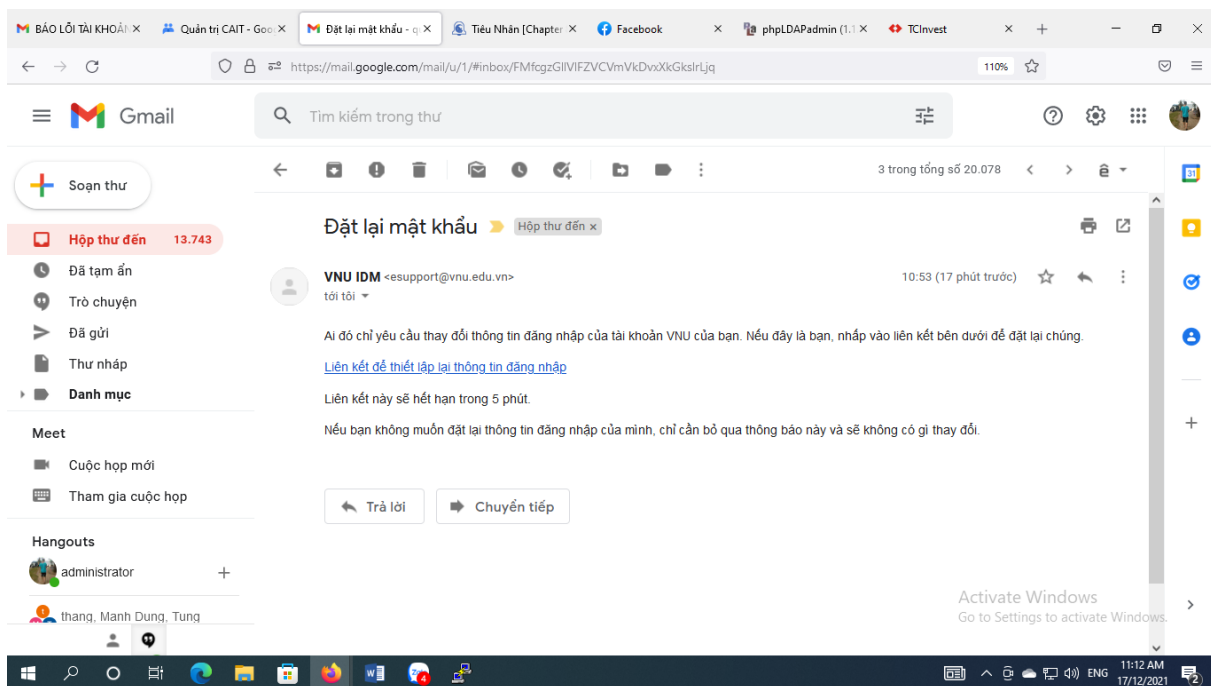 BÁO LỖI TÀI KHOẢN
Quản trị CAIT - Goo
Đặt lại mật khẩu - q
Tiêu Nhân [Chapter
Facebook
phpLDAPadmin (1.
TCInvest
https://mail.google.com/mail/u/1/#inbox/FMfcgzGllVlFZVCVmVkDvxXkGkslrLjq
110%
Gmail
Tìm kiếm trong thư
Soạn thư
3 trong tổng số 20.078
Đặt lại mật khẩu
Hộp thư đến ×
Hộp thư đến 13.743
Đã tạm ẩn
Trò chuyện
Đã gửi
Thư nháp
Danh mục
VNU IDM <esupport@vnu.edu.vn>
10:53 (17 phút trước)
tới tôi
Ai đó chỉ yêu cầu thay đổi thông tin đăng nhập của tài khoản VNU của bạn. Nếu đây là bạn, nhấp vào liên kết bên dưới để đặt lại chúng.
Liên kết để thiết lập lại thông tin đăng nhập
Liên kết này sẽ hết hạn trong 5 phút.
Nếu bạn không muốn đặt lại thông tin đăng nhập của mình, chỉ cần bỏ qua thông báo này và sẽ không có gì thay đổi.
Trả lời
Chuyển tiếp
Meet
Cuộc họp mới
Tham gia cuộc họp
Hangouts
administrator
thang, Manh Dung, Tung
Activate Windows
Go to Settings to activate Windows.
ENG
11:12 AM
17/12/2021